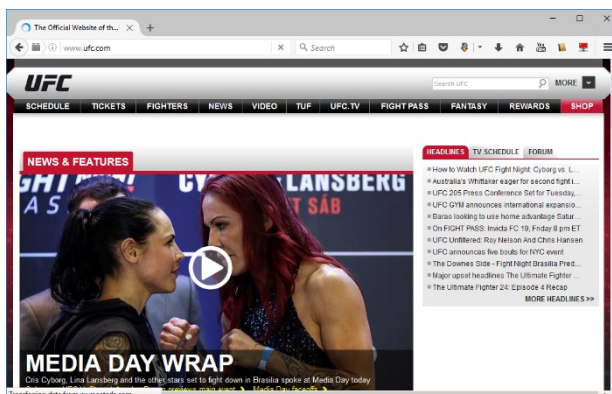 The Official Website of th...
www.ufc.com
Search
UFC
Search UFC
MORE
SCHEDULE TICKETS FIGHTERS NEWS VIDEO TUF UFC.TV FIGHT PASS FANTASY REWARDS SHOP
NEWS & FEATURES
LANSBERG
MEDIA DAY WRAP
Cris Cyborg, Lina Lansberg and the other stars set to fight down in Brasilia spoke at Media Day today
previews main event Media Day faceoffs
HEADLINES TV SCHEDULE FORUM
How to Watch UFC Fight Night: Cyborg vs. L...
Australia's Whittaker eager for second fight i...
UFC 205 Press Conference Set for Tuesday,...
UFC GYM announces international expansio...
Barao looking to use home advantage Satur...
On FIGHT PASS: Invicta FC 19, Friday 8 pm ET
UFC Unfiltered: Roy Nelson And Chris Hansen
UFC announces five bouts for NYC event
The Downes Side - Fight Night Brasilia Pred...
Major upset headlines The Ultimate Fighter ...
The Ultimate Fighter 24: Episode 4 Recap
MORE HEADLINES >>